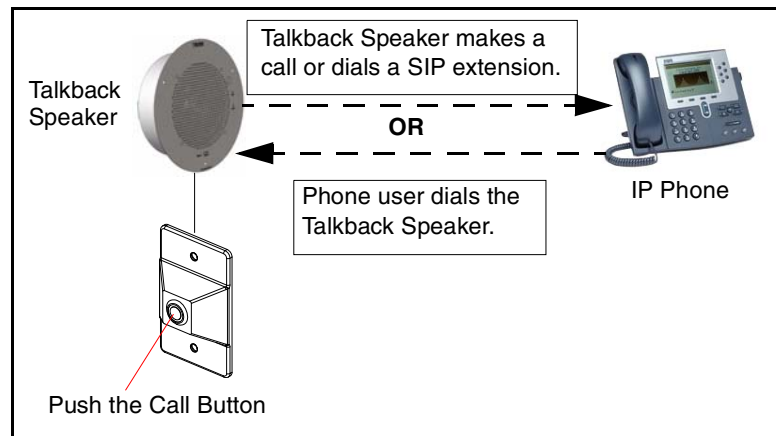 Talkback Speaker makes a
call or dials a SIP extension.
Talkback
Speaker
OR
IP Phone
Phone user dials the
Talkback Speaker.
Push the Call Button